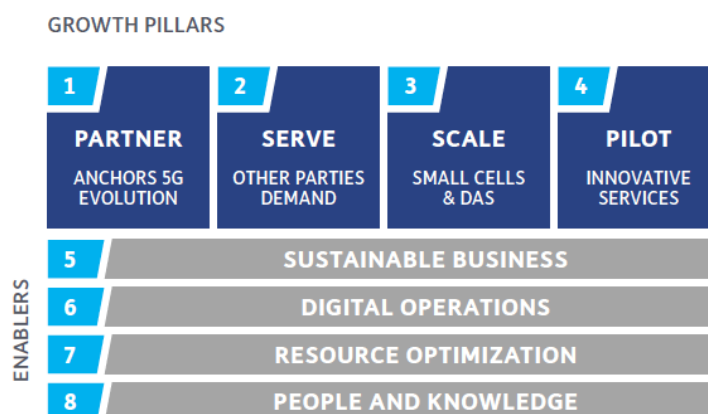 GROWTH PILLARS
1
PARTNER
ANCHORS 5G
EVOLUTION
2
SERVE
OTHER PARTIES
DEMAND
3
SCALE
SMALL CELLS
& DAS
4
PILOT
INNOVATIVE
SERVICES
ENABLERS
5 SUSTAINABLE BUSINESS
6 DIGITAL OPERATIONS
7 RESOURCE OPTIMIZATION
8 PEOPLE AND KNOWLEDGE